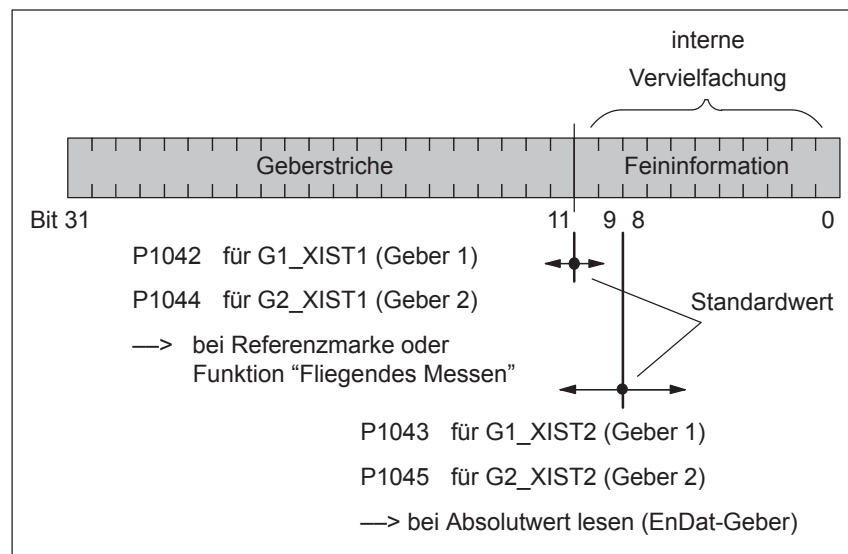 interne
Vervielfachung
Geberstriche
Feininformation
Bit 31
11
9
8
0
P1042 für G1_XIST1 (Geber 1)
P1044 für G2_XIST1 (Geber 2)
Standardwert
––> bei Referenzmarke oder
Funktion “Fliegendes Messen”
P1043 für G1_XIST2 (Geber 1)
P1045 für G2_XIST2 (Geber 2)
––> bei Absolutwert lesen (EnDat-Geber)